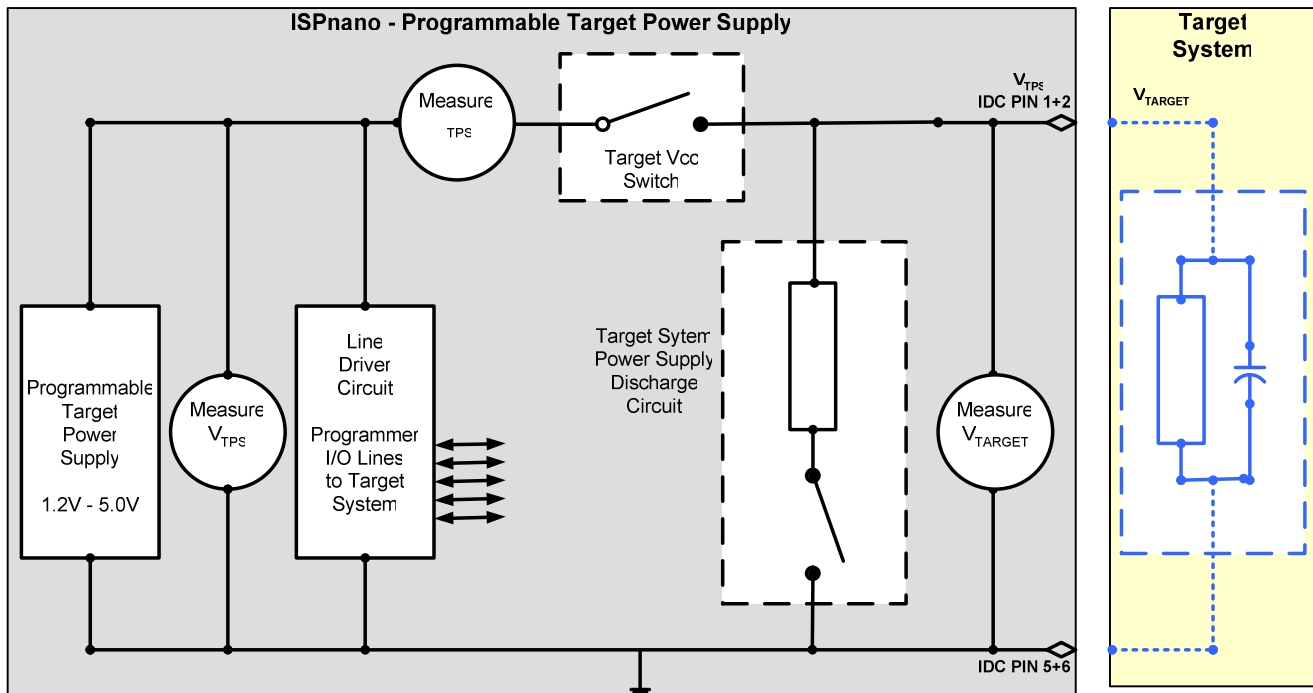 ISPnano - Programmable Target Power Supply
Target
System
Measure
TPS
Target Vcc
Switch
VTPS
IDC PIN 1+2
VTARGET
Programmable
Target
Power
Supply
1.2V - 5.0V
Measure
VTPS
Line
Driver
Circuit
Programmer
I/O Lines
to Target
System
Target Sytem
Power Supply
Discharge
Circuit
Measure
VTARGET
IDC PIN 5+6